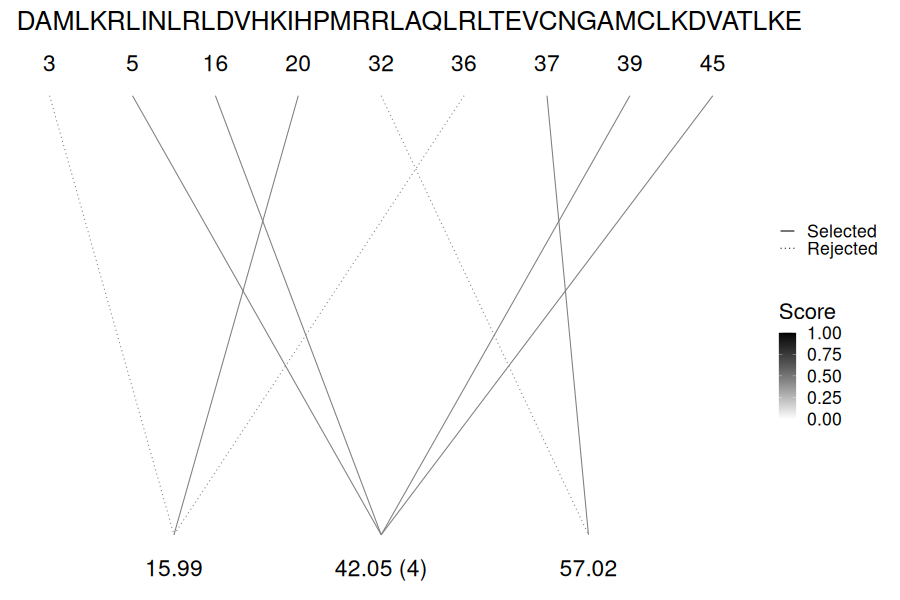 DAMLKRLINLRLDVHKIHPMRRLAQLRLTEVCNGAMCLKDVATLKE
3 5 16 20 32 36 37 39 45
Selected
Rejected
Score
1.00
0.75
0.50
0.25
0.00
15.99 42.05 (4) 57.02